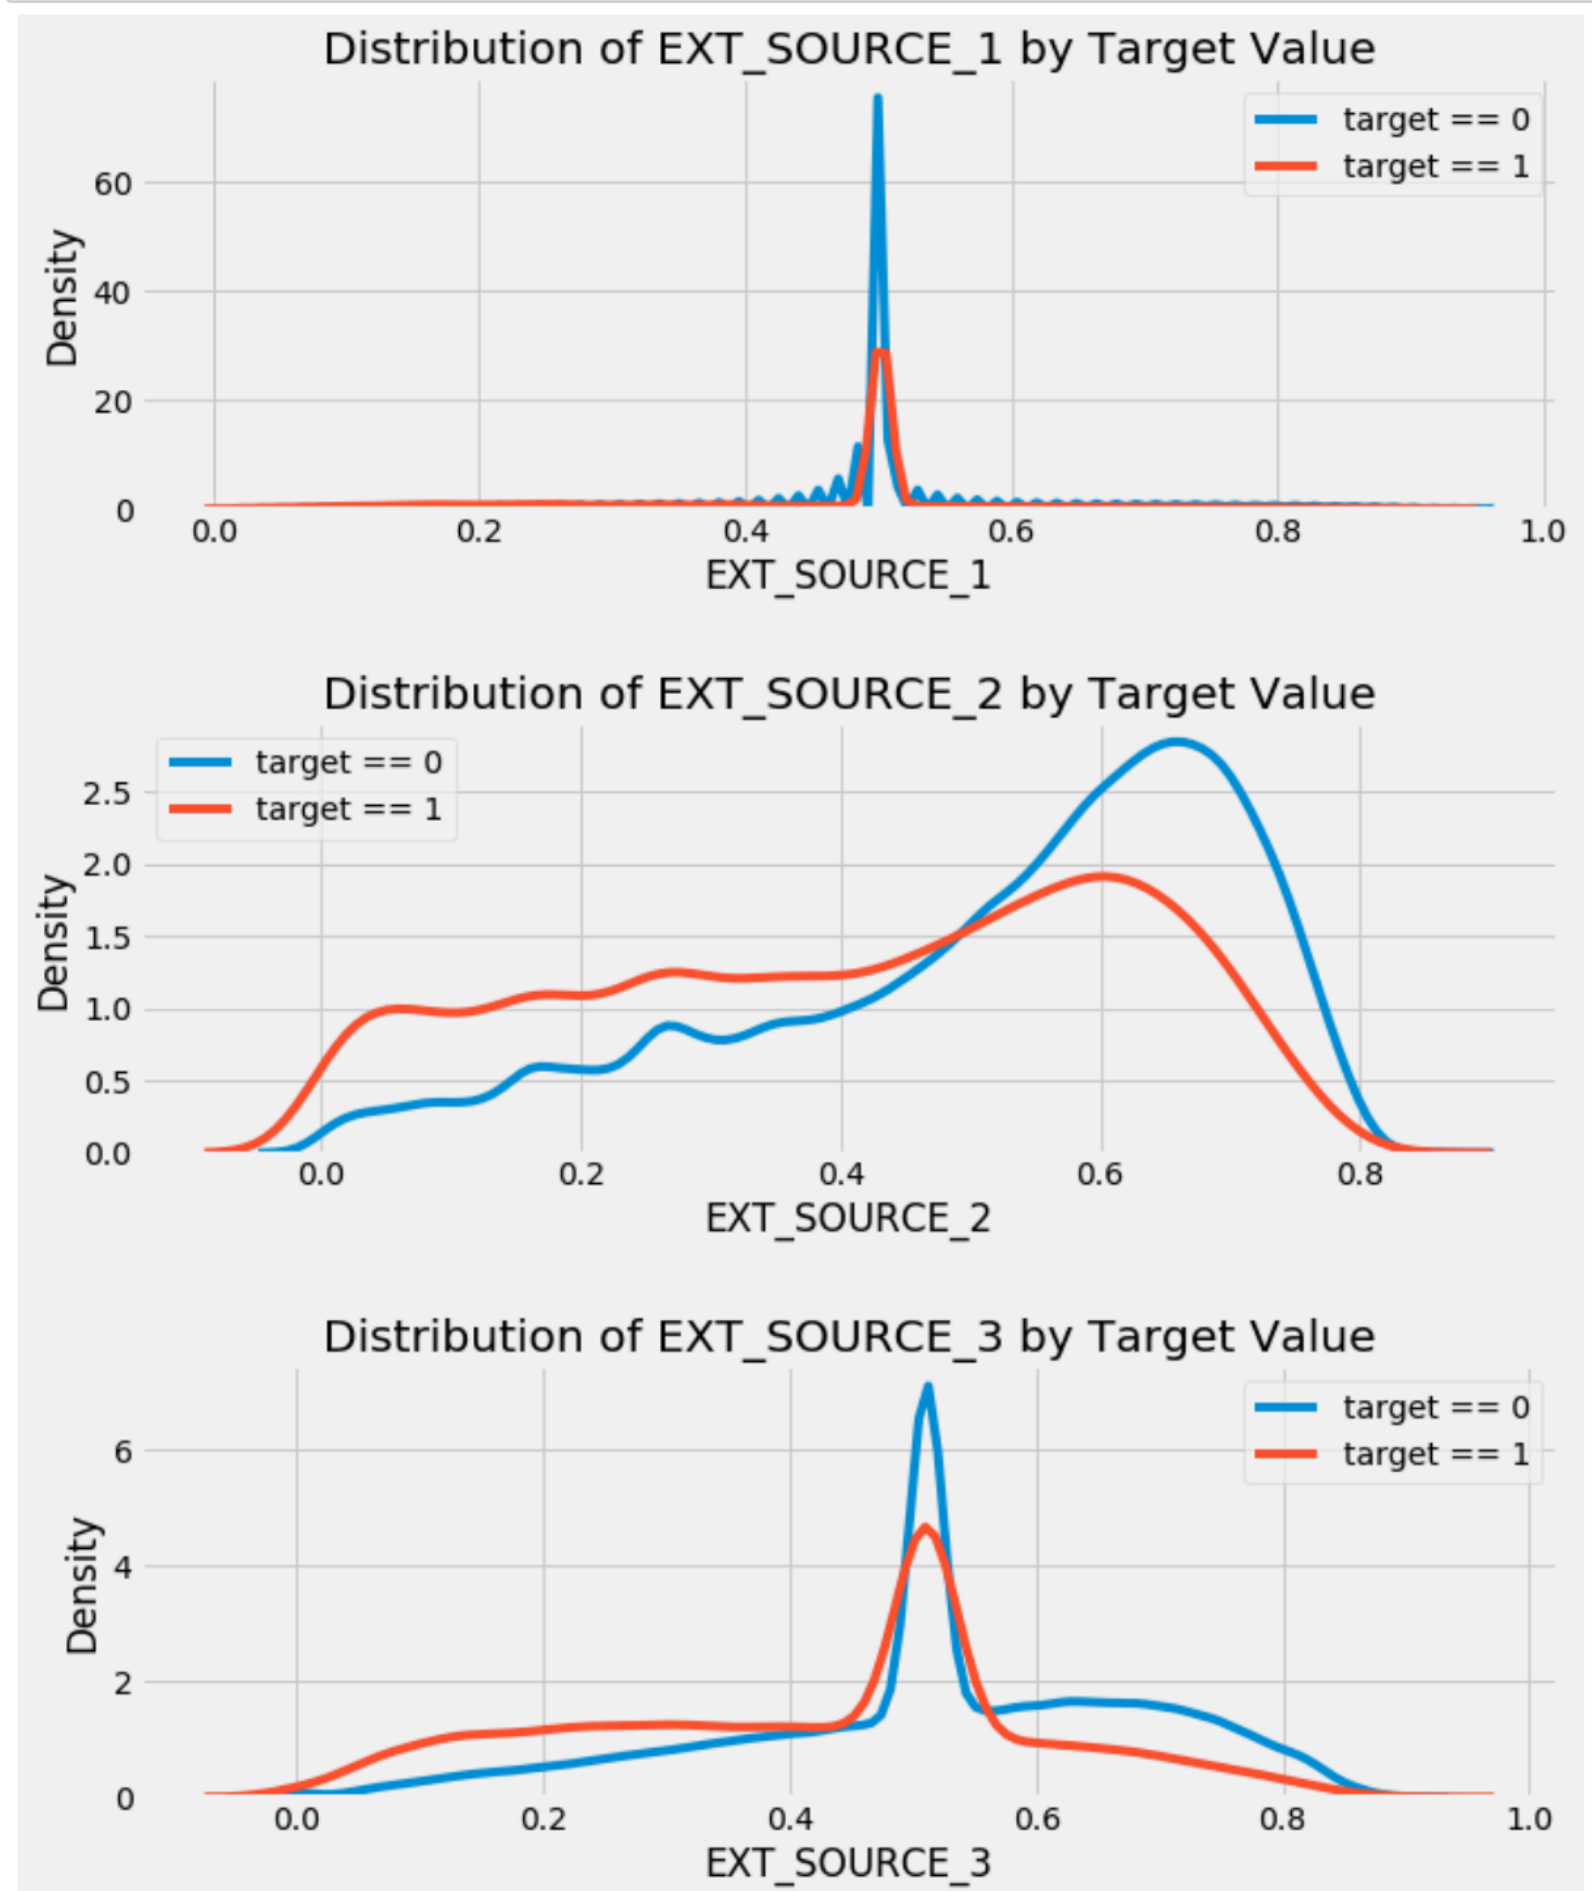 Distribution of EXT_SOURCE_1 by Target Value
target == 0
target == 1
Density
60
40
20
0
0.0 0.2 0.4 0.6 0.8 1.0
EXT_SOURCE_1
Distribution of EXT_SOURCE_2 by Target Value
target == 0
target == 1
Density
2.5
2.0
1.5
1.0
0.5
0.0
0.0 0.2 0.4 0.6 0.8
EXT_SOURCE_2
Distribution of EXT_SOURCE_3 by Target Value
target == 0
target == 1
Density
6
4
2
0
0.0 0.2 0.4 0.6 0.8 1.0
EXT_SOURCE_3